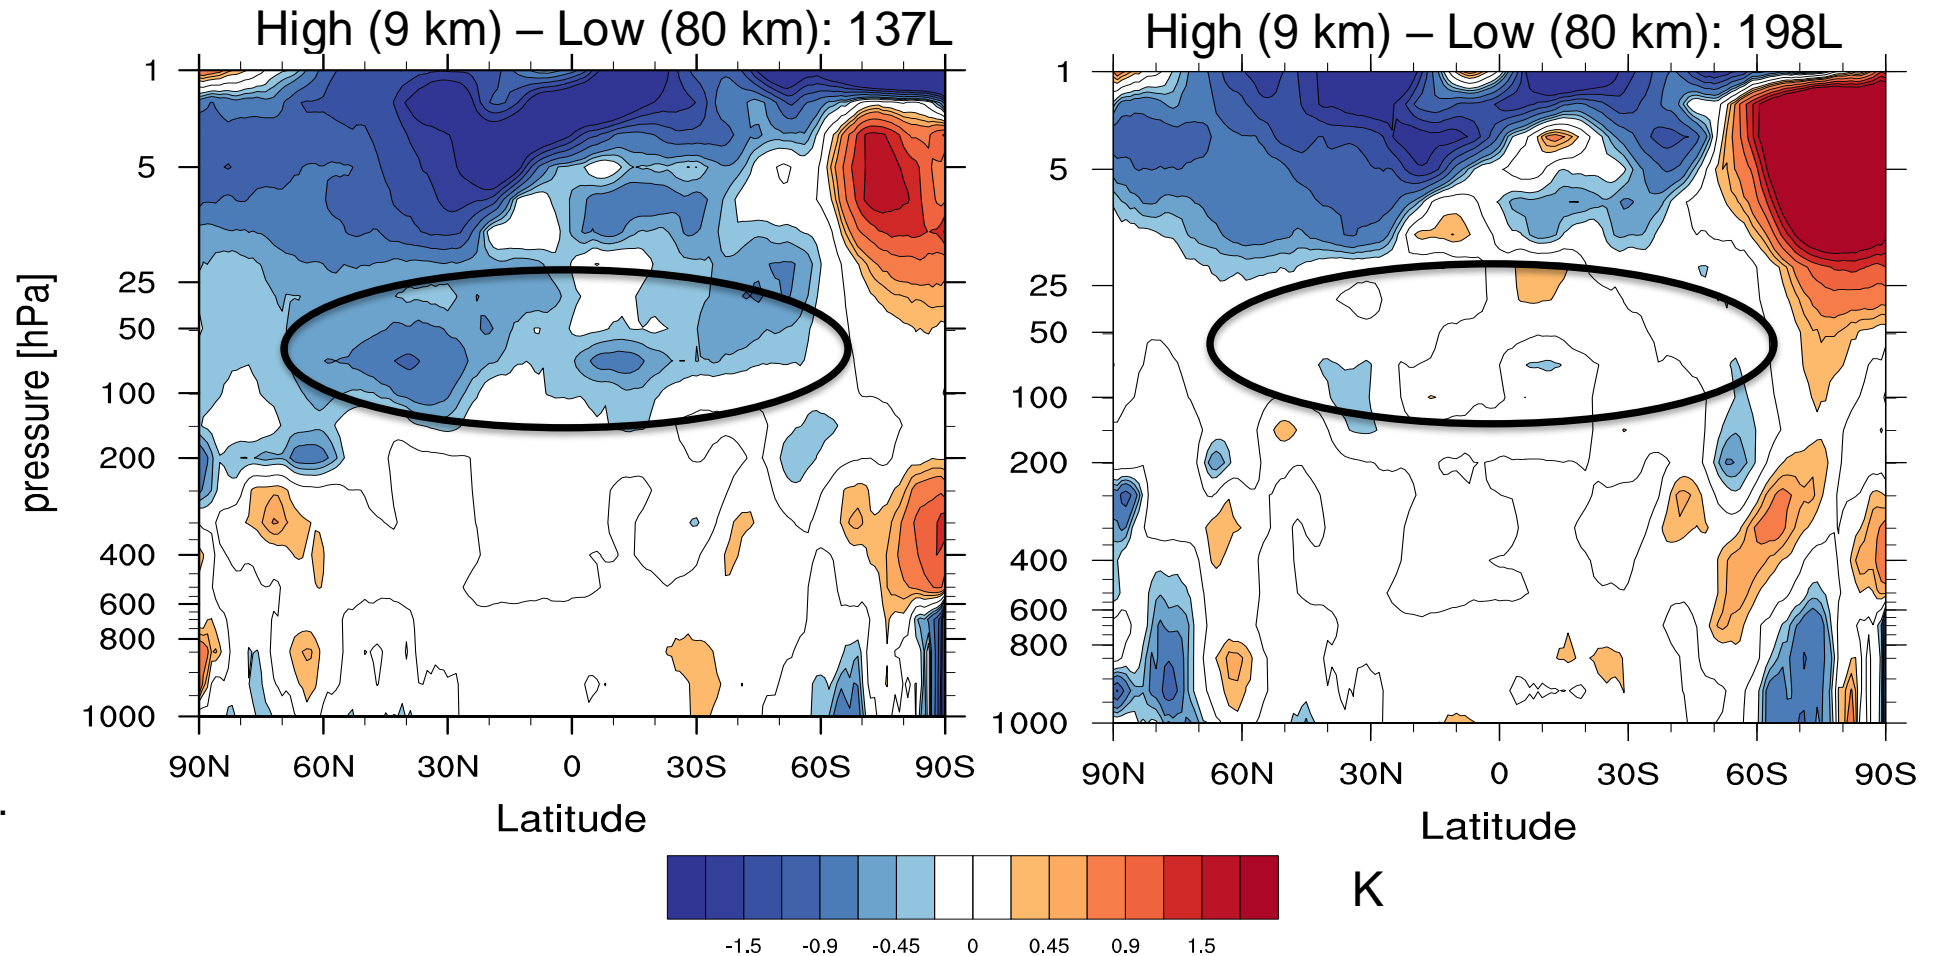 High (9 km) – Low (80 km): 137L
High (9 km) – Low (80 km): 198L
pressure [hPa]
1
5
25
50
100
200
400
600
800
1000
90N 60N 30N 0 30S 60S 90S
Latitude
1
5
25
50
100
200
400
600
800
1000
90N 60N 30N 0 30S 60S 90S
Latitude
.
-1.5 -0.9 -0.45 0 0.45 0.9 1.5
K